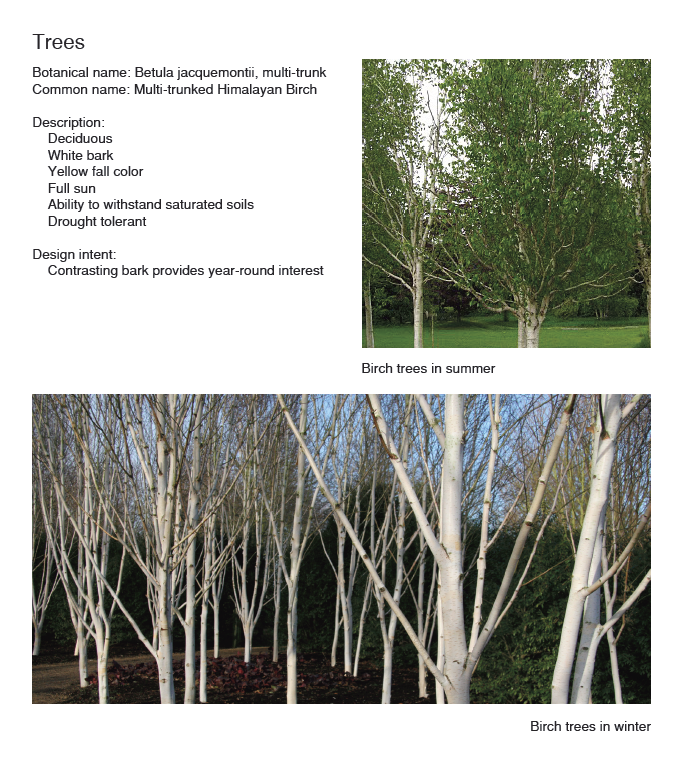 Trees
Botanical name: Betula jacquemontii, multi-trunk
Common name: Multi-trunked Himalayan Birch
Description:
Deciduous
White bark
Yellow fall color
Full sun
Ability to withstand saturated soils
Drought tolerant
Design intent:
Contrasting bark provides year-round interest
Birch trees in summer
Birch trees in winter